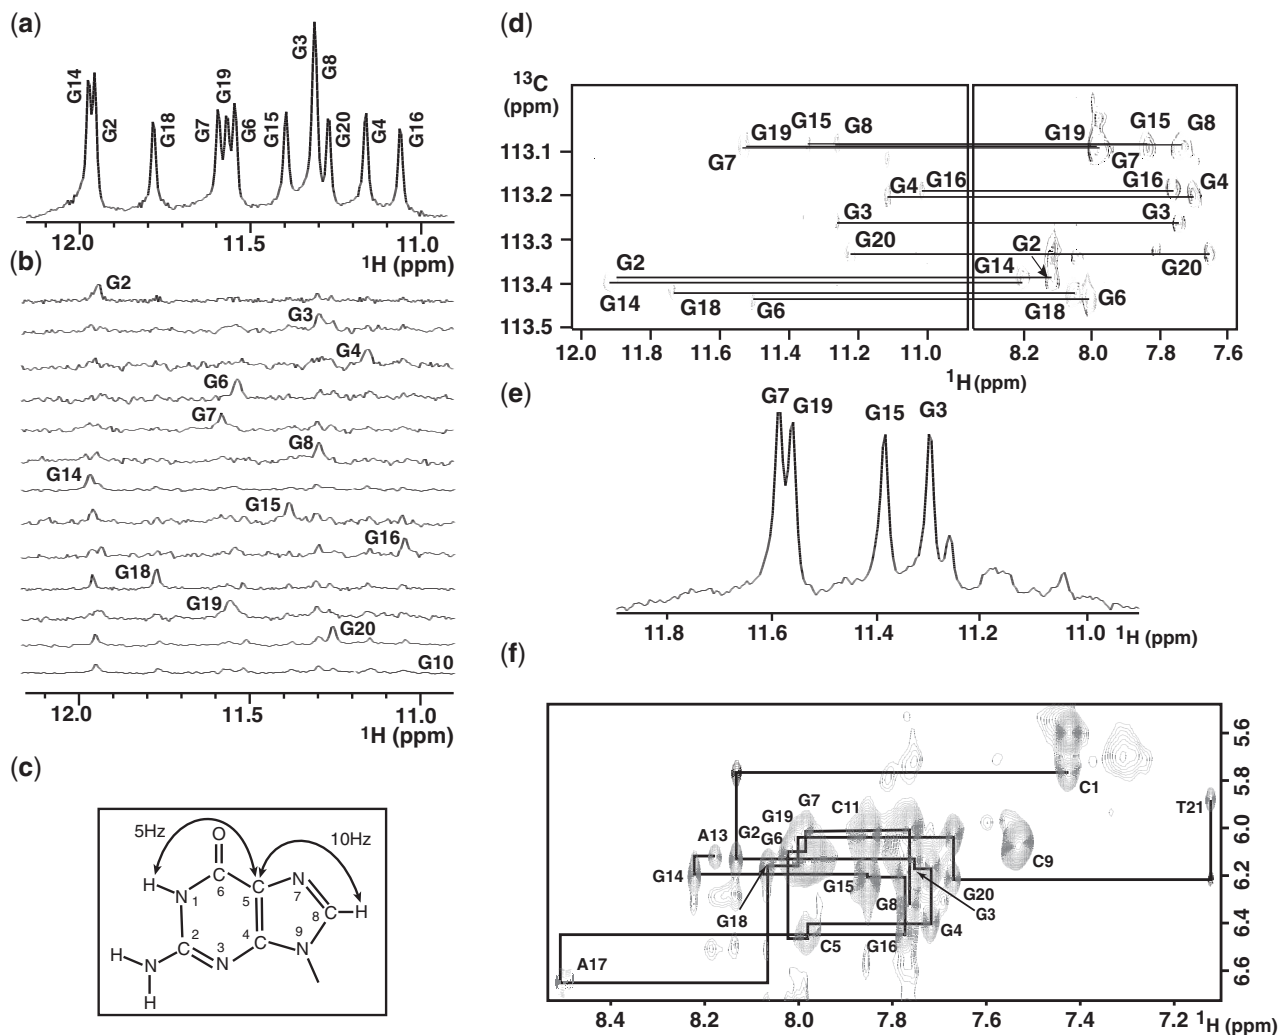 (a)
G14
G2
G18
G7
G19
G6
G15
G3
G8
G20
G4
G16
12.0
11.5
11.0
1H (ppm)
(b)
G2
G3
G4
G6
G7
G8
G14
G15
G16
G18
G19
G20
G10
12.0
11.5
11.0
1H (ppm)
(c)
5Hz
10Hz
O
H
N
1
6
5
N
7
8
H
2
3
4
9
N
N
N
H
H
(d)
13C
(ppm)
113.1
113.2
113.3
113.4
113.5
G19 G15 G8
G7
G19 G15 G8
G7
G4 G16
G16 G4
G3
G3
G20
G2
G20
G2
G14
G14
G18 G6
G18 G6
12.0 11.8 11.6 11.4 11.2 11.0 8.2 8.0 7.8 7.6
1H (ppm)
(e)
G7
G19
G15
G3
11.8 11.6 11.4 11.2 11.0 1H (ppm)
(f)
5.6
5.8
6.0
6.2
6.4
6.6
C1
T21
G7
G19
C11
G2
G6
A13
C9
G14
G15
G20
G8
G3
G18
G4
C5
G16
A17
8.4 8.2 8.0 7.8 7.6 7.4 7.2 1H (ppm)